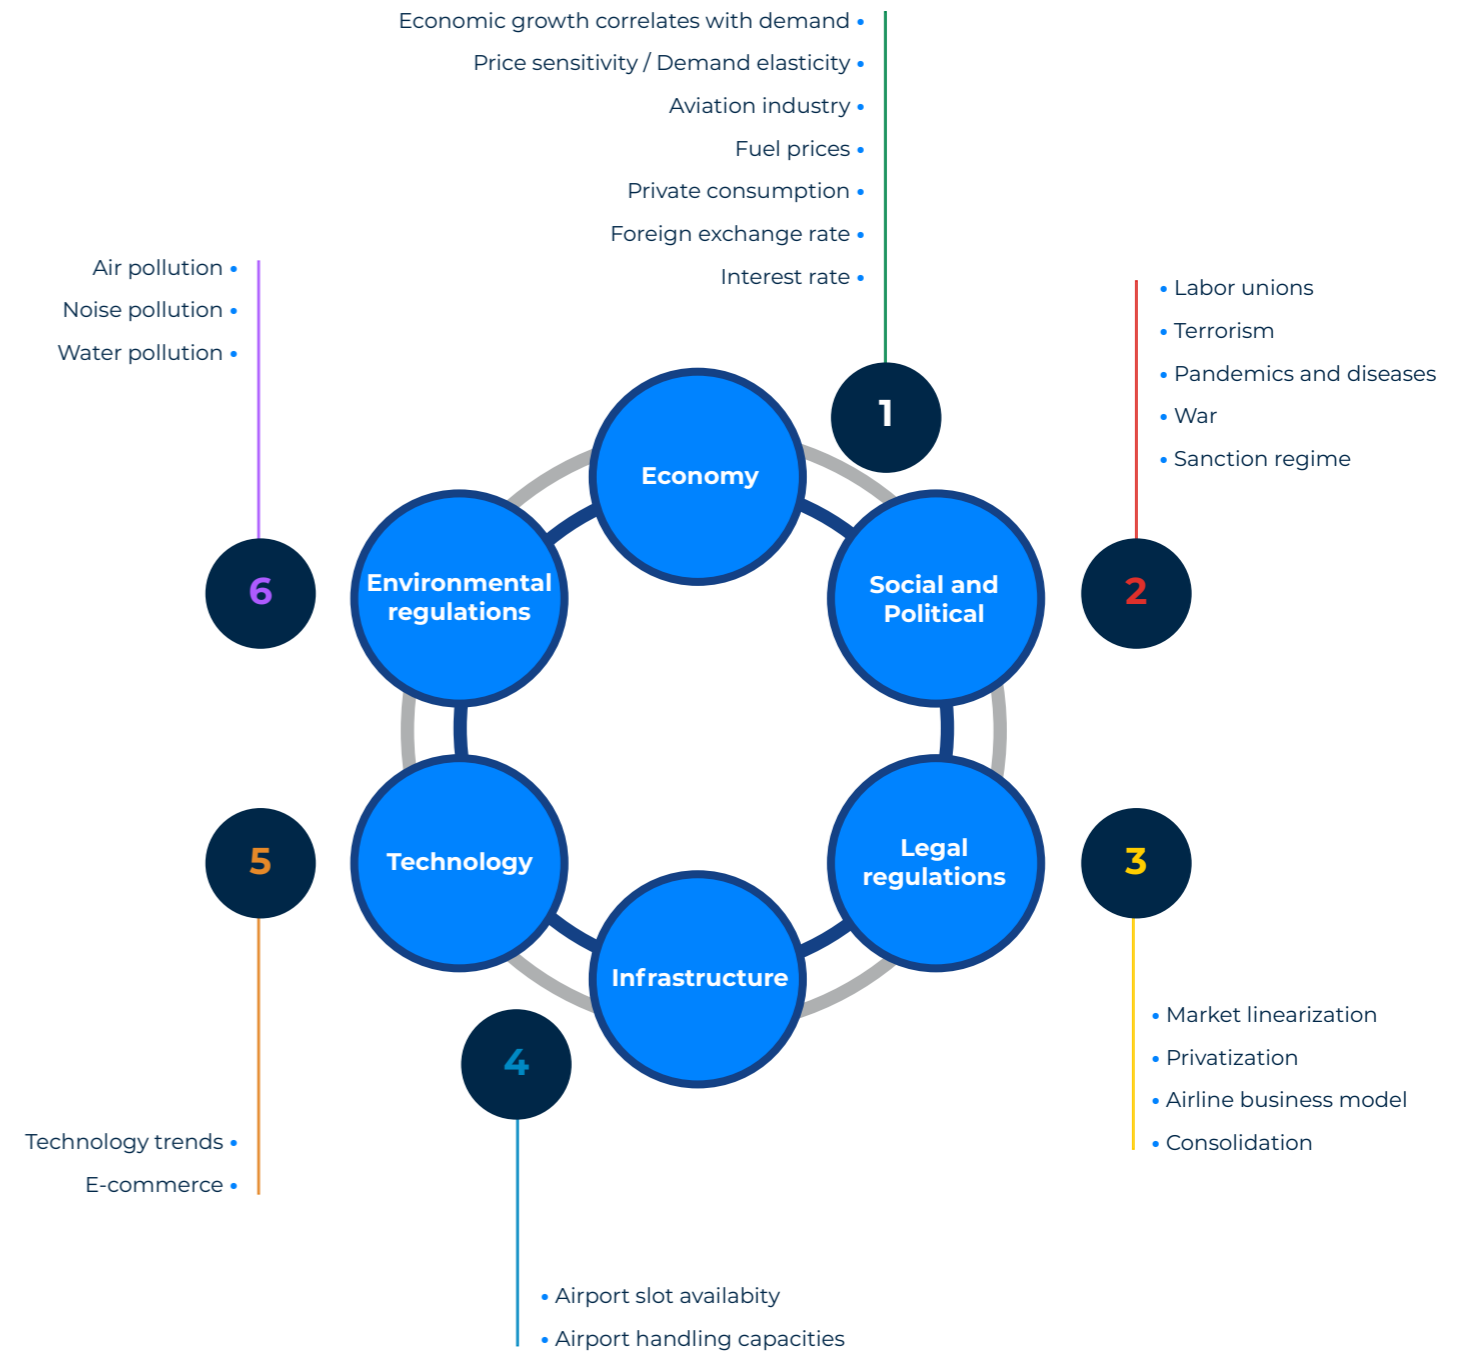 Economic growth correlates with demand
Price sensitivity / Demand elasticity
Aviation industry
Fuel prices
Private consumption
Foreign exchange rate
Interest rate
1
Economy
Labor unions
Terrorism
Pandemics and diseases
War
Sanction regime
2
Social and
Political
3
Legal
regulations
Market linearization
Privatization
Airline business model
Consolidation
4
Infrastructure
Airport slot availabity
Airport handling capacities
5
Technology
Technology trends
E-commerce
6
Environmental
regulations
Air pollution
Noise pollution
Water pollution